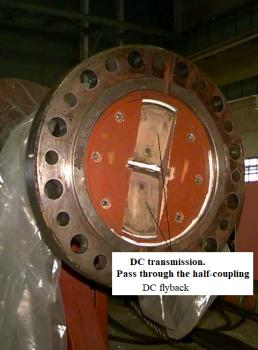 DC transmission.
Pass through the half-coupling
DC flyback